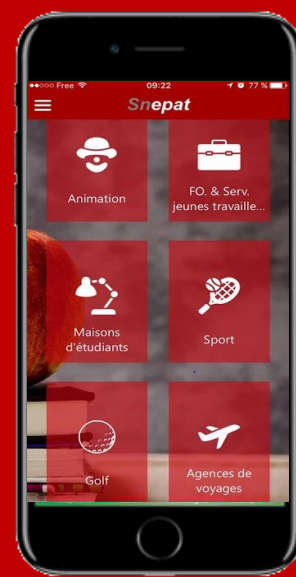 Free 09:22 77 %
Snepat
Animation
FO. & Serv.
jeunes travaille...
Maisons
d'étudiants
Sport
Golf
Agences de
voyages